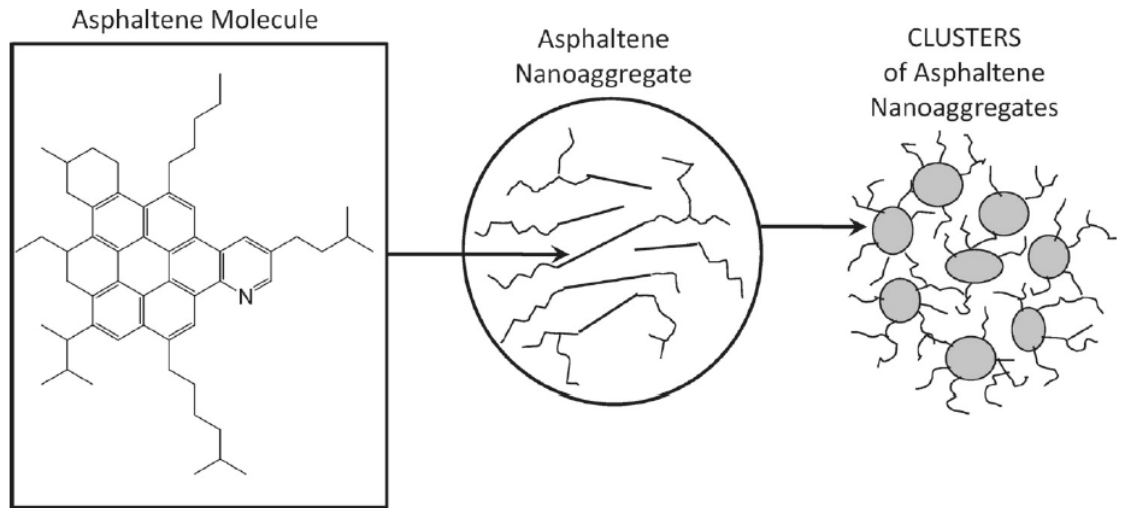 Asphaltene Molecule
Asphaltene
Nanoaggregate
CLUSTERS
of Asphaltene
Nanoaggregates
N